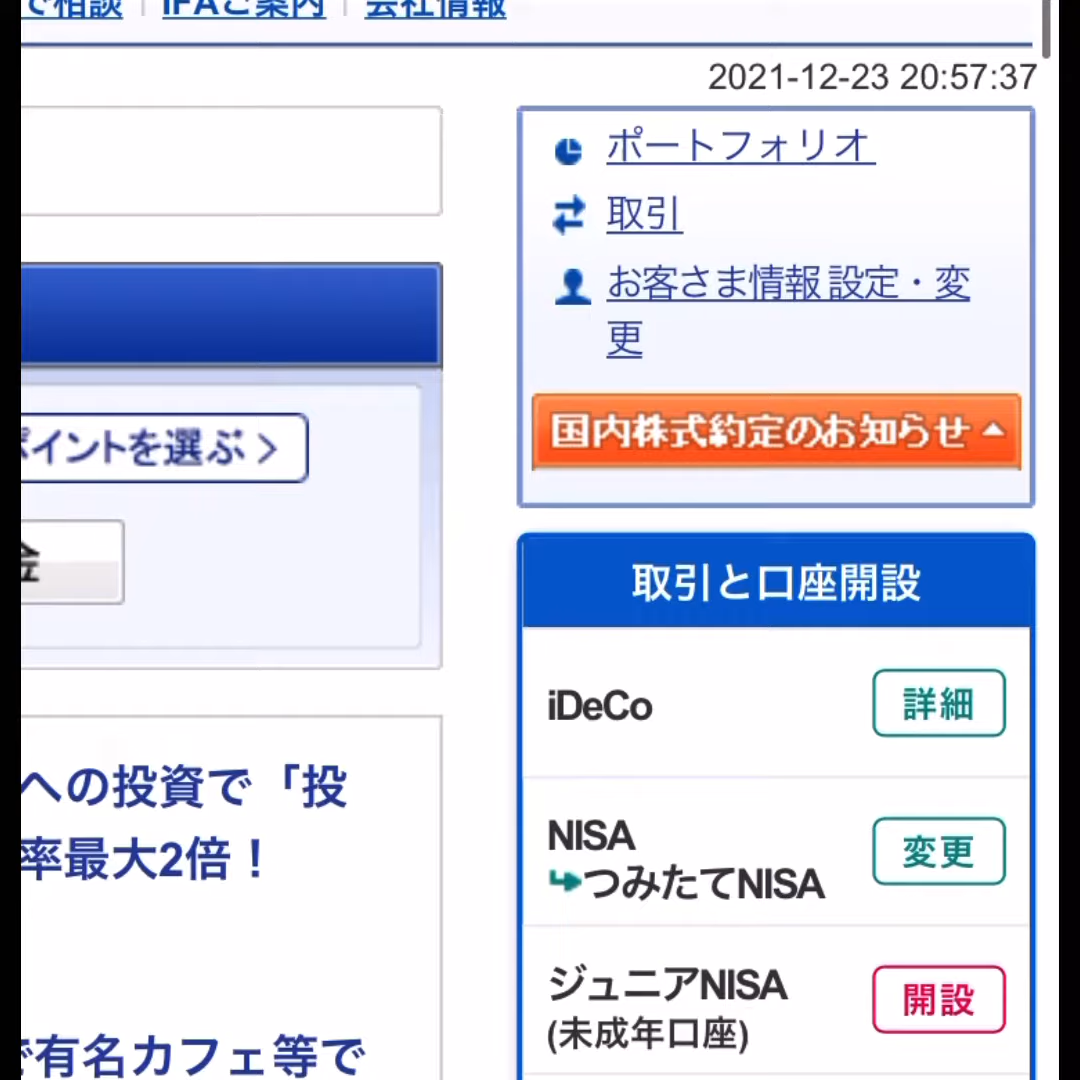 で相談 | IFAご案内 | 会社情報
2021-12-23 20:57:37
ポートフォリオ
取引
お客さま情報 設定・変
更
国内株式約定のお知らせ
イントを選ぶ >
金
取引と口座開設
iDeCo 詳細
NISA
つみたてNISA 変更
ジュニアNISA
(未成年口座) 開設
への投資で「投
率最大2倍！
有名カフェ等で